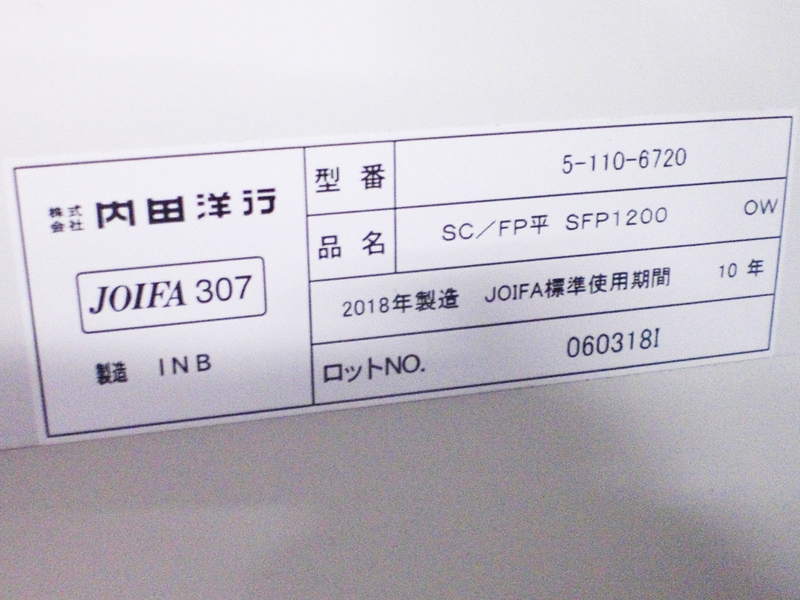 株式会社 内田洋行
JOIFA 307
製造 INB
型番 5-110-6720
品名 SC/FP平 SFP1200 OW
2018年製造 JOIFA標準使用期間 10年
ロットNO. 060318I